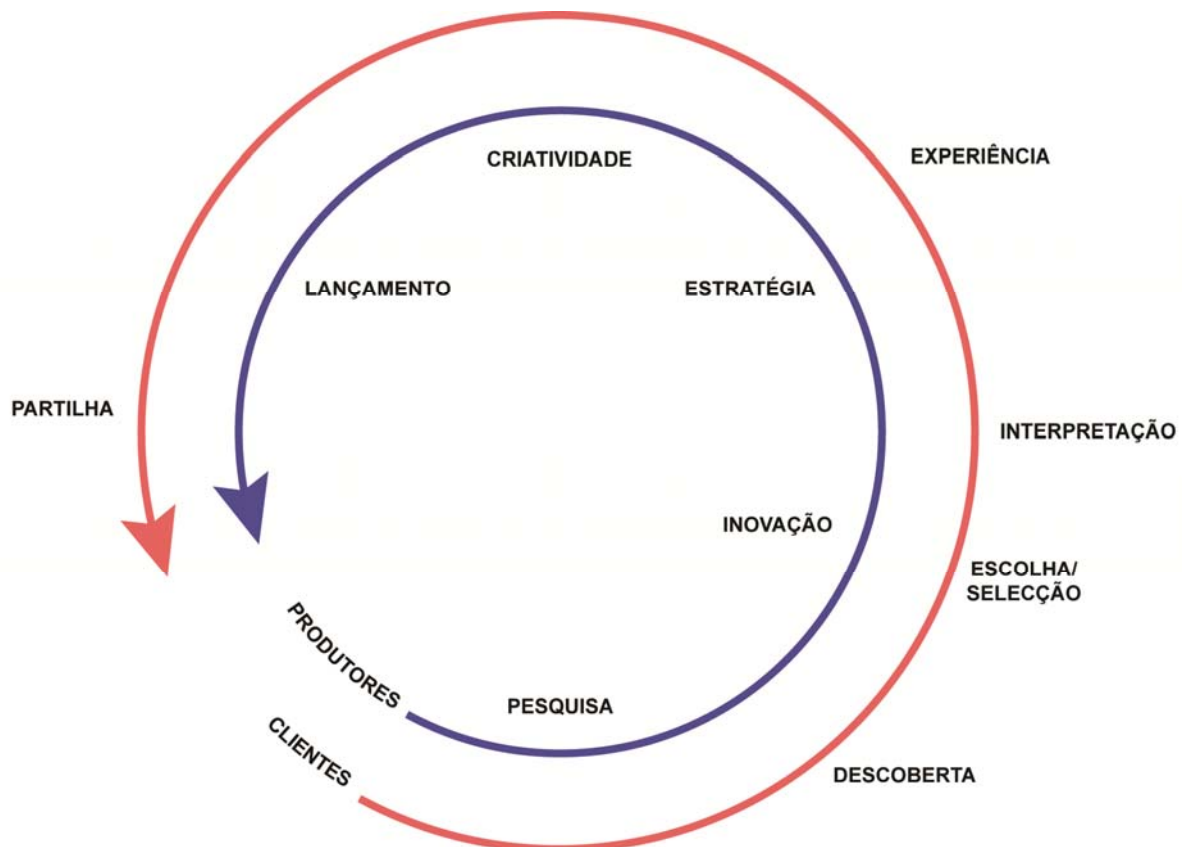 CRIATIVIDADE
EXPERIÊNCIA
LANÇAMENTO
ESTRATÉGIA
PARTILHA
INTERPRETAÇÃO
INOVAÇÃO
ESCOLHA/
SELECÇÃO
PRODUTORES
PESQUISA
CLIENTES
DESCOBERTA